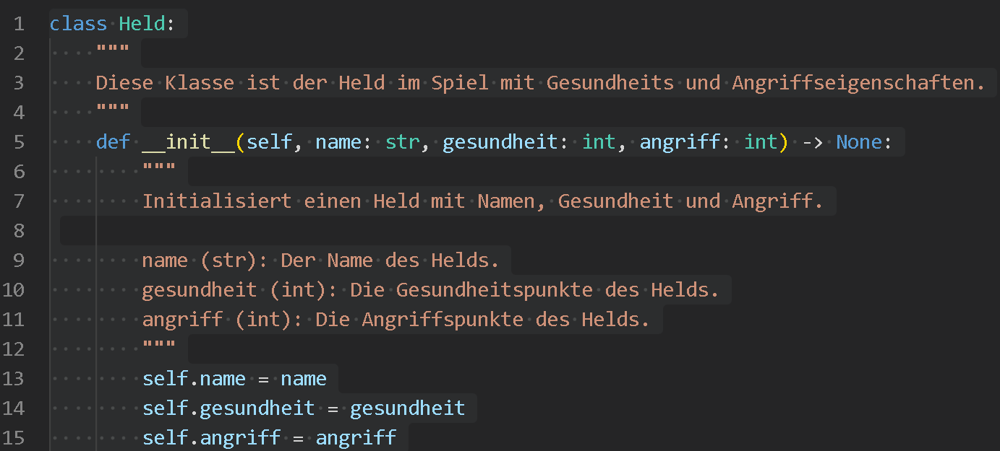 1 class Held:
2     """
3     Diese Klasse ist der Held im Spiel mit Gesundheits und Angriffseigenschaften.
4     """
5     def __init__(self, name: str, gesundheit: int, angriff: int) -> None:
6         """
7         Initialisiert einen Held mit Namen, Gesundheit und Angriff.
8
9         name (str): Der Name des Helds.
10         gesundheit (int): Die Gesundheitspunkte des Helds.
11         angriff (int): Die Angriffspunkte des Helds.
12         """
13         self.name = name
14         self.gesundheit = gesundheit
15         self.angriff = angriff